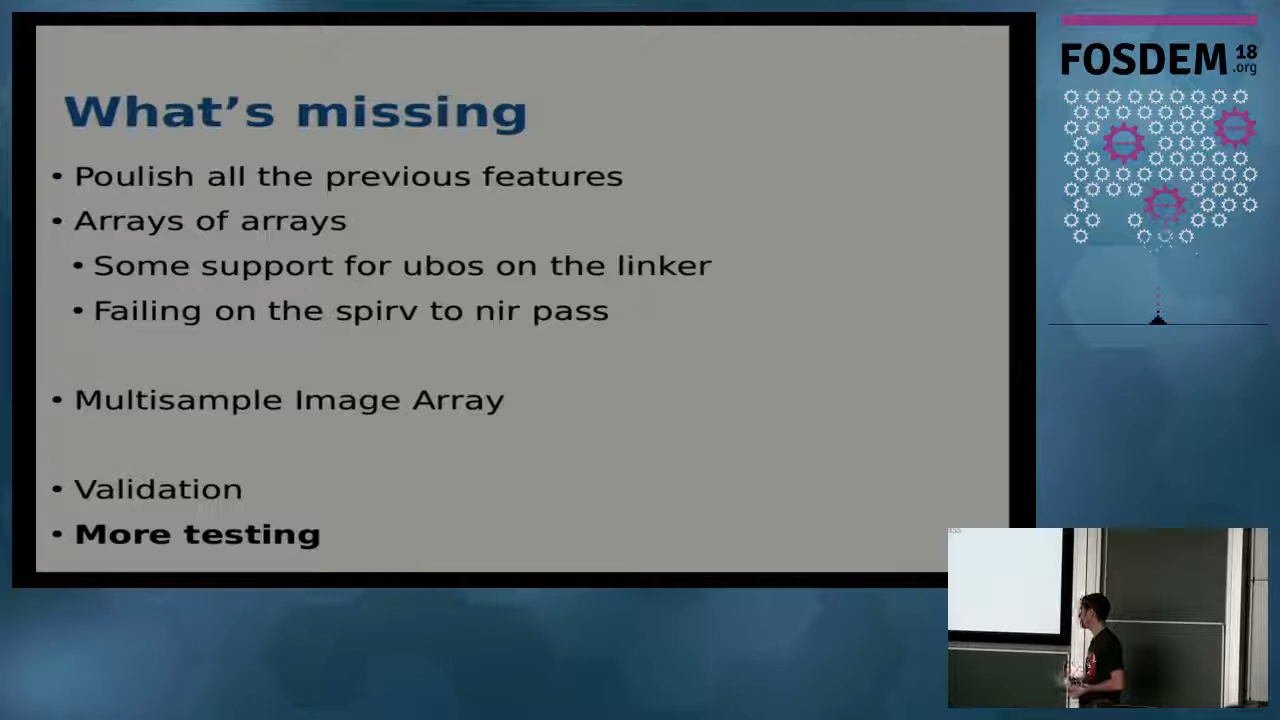 What's missing
• Poulish all the previous features
• Arrays of arrays
• Some support for ubos on the linker
• Failing on the spirv to nir pass
• Multisample Image Array
• Validation
• More testing
FOSDEM 18
.org